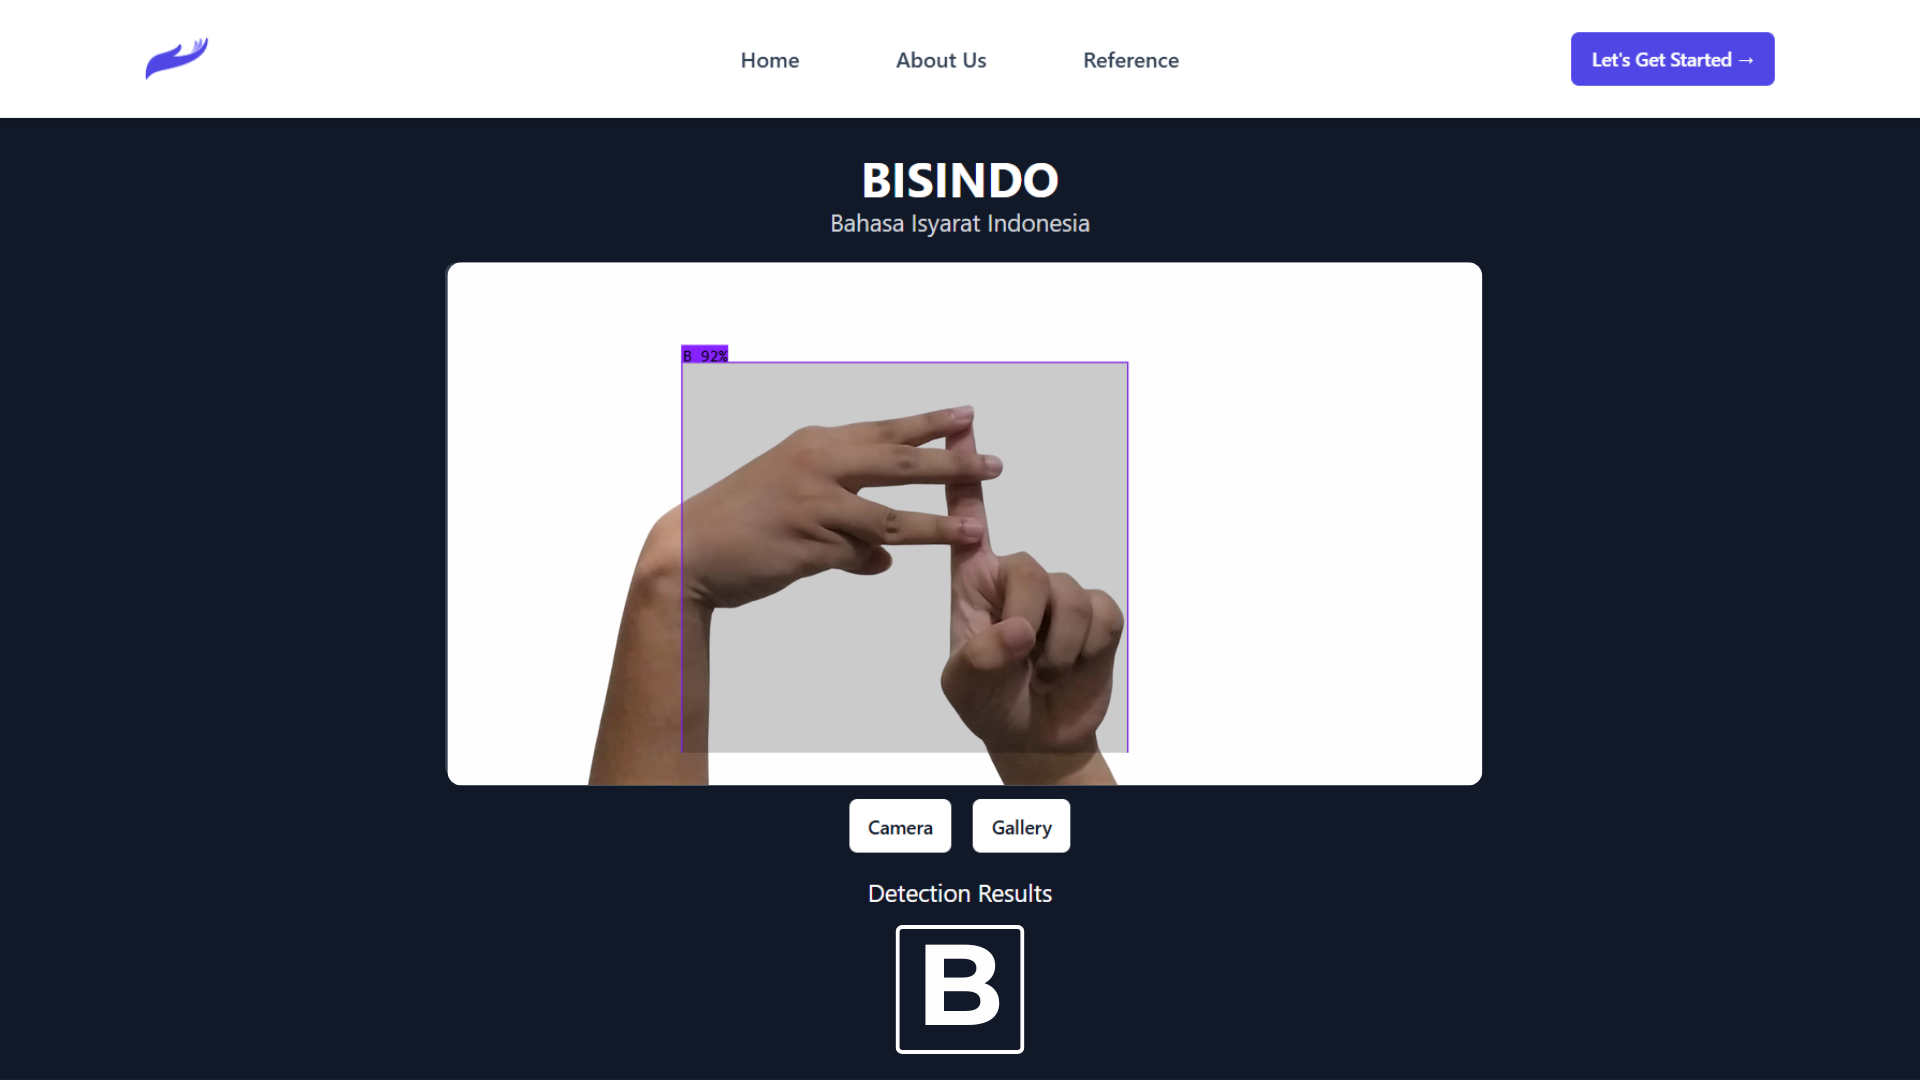 Home
About Us
Reference
Let's Get Started →
BISINDO
Bahasa Isyarat Indonesia
B 92%
Camera
Gallery
Detection Results
B